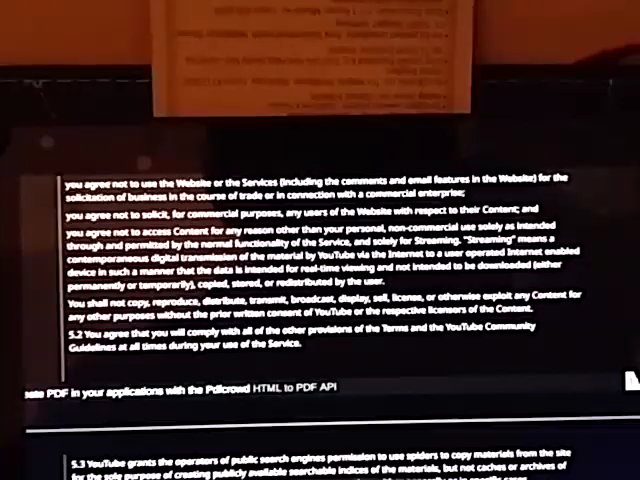 you agree not to use the Website or the Services (including the comments and email features in the Website) for the
solicitation of business in the course of trade or in connection with a commercial enterprise;
you agree not to solicit, for commercial purposes, any users of the Website with respect to their Content; and
you agree not to access Content for any reason other than your personal, non-commercial use solely as intended
through and permitted by the normal functionality of the Service, and solely for Streaming. "Streaming" means a
contemporaneous digital transmission of the material by YouTube via the Internet to a user operated Internet enabled
device in such a manner that the data is intended for real-time viewing and not intended to be downloaded (either
permanently or temporarily), copied, stored, or redistributed by the user.
You shall not copy, reproduce, distribute, transmit, broadcast, display, sell, license, or otherwise exploit any Content for
any other purposes without the prior written consent of YouTube or the respective licensors of the Content.
5.2 You agree that you will comply with all of the other provisions of the Terms and the YouTube Community
Guidelines at all times during your use of the Service.
PDF in your applications with the Pdfcrowd HTML to PDF API
5.3 YouTube grants the operators of public search engines permission to use spiders to copy materials from the site
for the sole purpose of creating publicly available searchable indices of the materials, but not caches or archives of